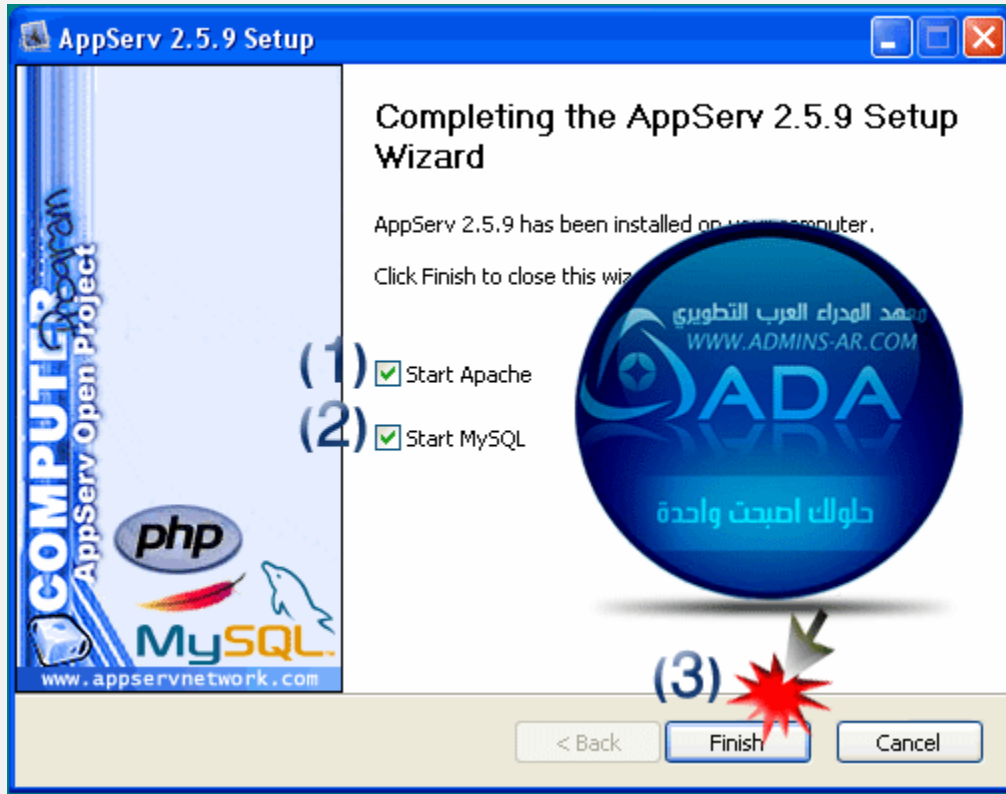 AppServ 2.5.9 Setup
Completing the AppServ 2.5.9 Setup
Wizard
AppServ 2.5.9 has been installed on your computer.
Click Finish to close this wiz
معهد المدراء العرب التطويري
WWW.ADMINS-AR.COM
ADA
حلولك اصبحت واحدة
(1) Start Apache
(2) Start MySQL
COMPUTER
Program
AppServ Open Project
php
MySQL
www.appservnetwork.com
(3)
< Back
Finish
Cancel